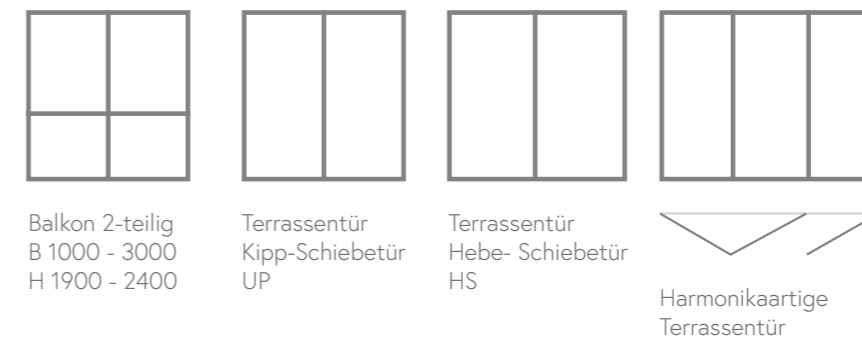 Balkon 2-teilig
B 1000 - 3000
H 1900 - 2400
Terrassentür
Kipp-Schiebetür
UP
Terrassentür
Hebe- Schiebetür
HS
Harmonikaartige
Terrassentür